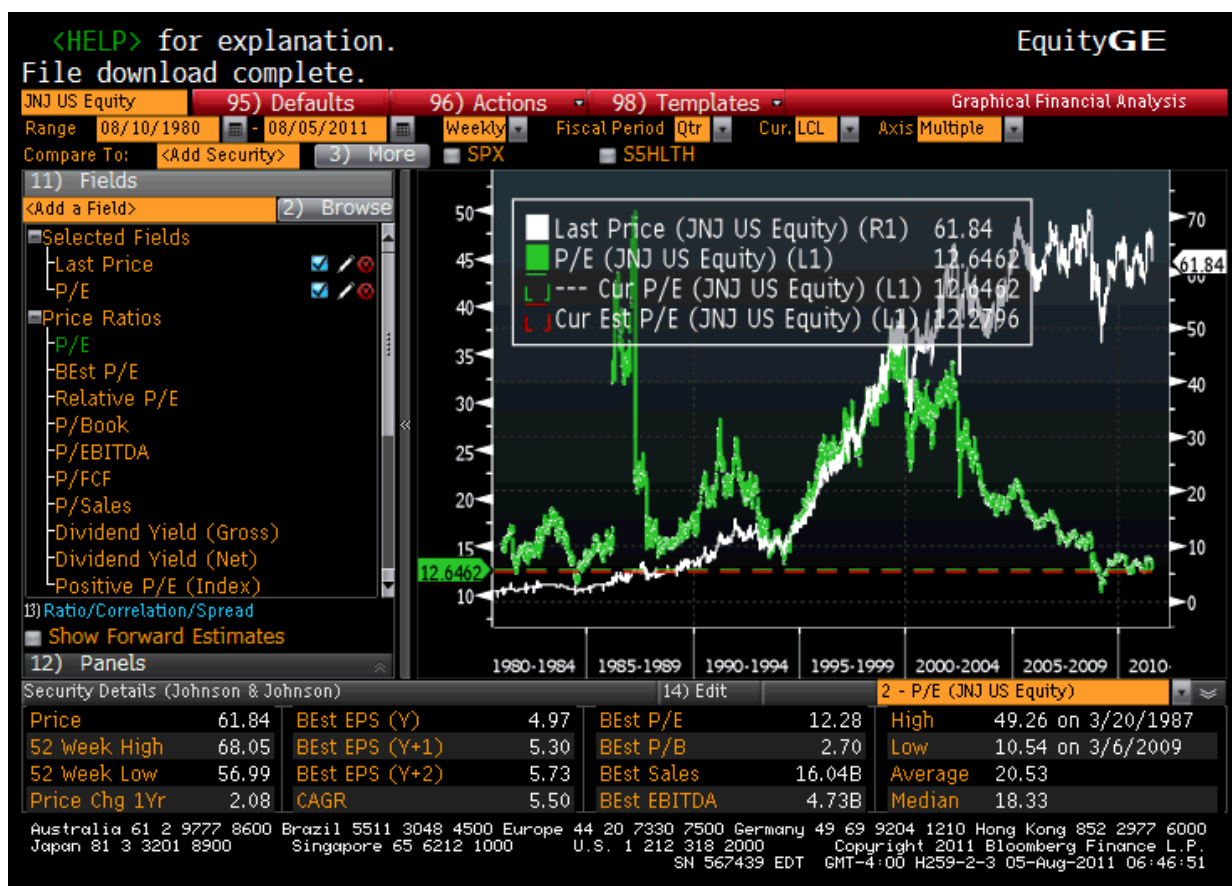 <HELP> for explanation. EquityGE
File download complete.
JNJ US Equity 95) Defaults 96) Actions 98) Templates Graphical Financial Analysis
Range 08/10/1980 - 08/05/2011 Weekly Fiscal Period Qtr Cur. LCL Axis Multiple
Compare To: <Add Security> 3) More SPX S5HLTH
11) Fields
<Add a Field> 2) Browse
Selected Fields
Last Price
P/E
Price Ratios
P/E
BEst P/E
Relative P/E
P/Book
P/EBITDA
P/FCF
P/Sales
Dividend Yield (Gross)
Dividend Yield (Net)
Positive P/E (Index)
13) Ratio/Correlation/Spread
Show Forward Estimates
12) Panels
«
50
45
40
35
30
25
20
15
10
12.6462
Last Price (JNJ US Equity) (R1) 61.84
P/E (JNJ US Equity) (L1) 12.6462
--- Cur P/E (JNJ US Equity) (L1) 12.6462
Cur Est P/E (JNJ US Equity) (L1) 12.2796
70
61.84
60
50
40
30
20
10
0
1980-1984 1985-1989 1990-1994 1995-1999 2000-2004 2005-2009 2010-
Security Details (Johnson & Johnson) 14) Edit 2 - P/E (JNJ US Equity)
Price 61.84 BEst EPS (Y) 4.97 BEst P/E 12.28 High 49.26 on 3/20/1987
52 Week High 68.05 BEst EPS (Y+1) 5.30 BEst P/B 2.70 Low 10.54 on 3/6/2009
52 Week Low 56.99 BEst EPS (Y+2) 5.73 BEst Sales 16.04B Average 20.53
Price Chg 1Yr 2.08 CAGR 5.50 BEst EBITDA 4.73B Median 18.33
Australia 61 2 9777 8600 Brazil 5511 3048 4500 Europe 44 20 7330 7500 Germany 49 69 9204 1210 Hong Kong 852 2977 6000
Japan 81 3 3201 8900 Singapore 65 6212 1000 U.S. 1 212 318 2000 Copyright 2011 Bloomberg Finance L.P.
SN 567439 EDT GMT-4:00 H259-2-3 05-Aug-2011 06:46:51